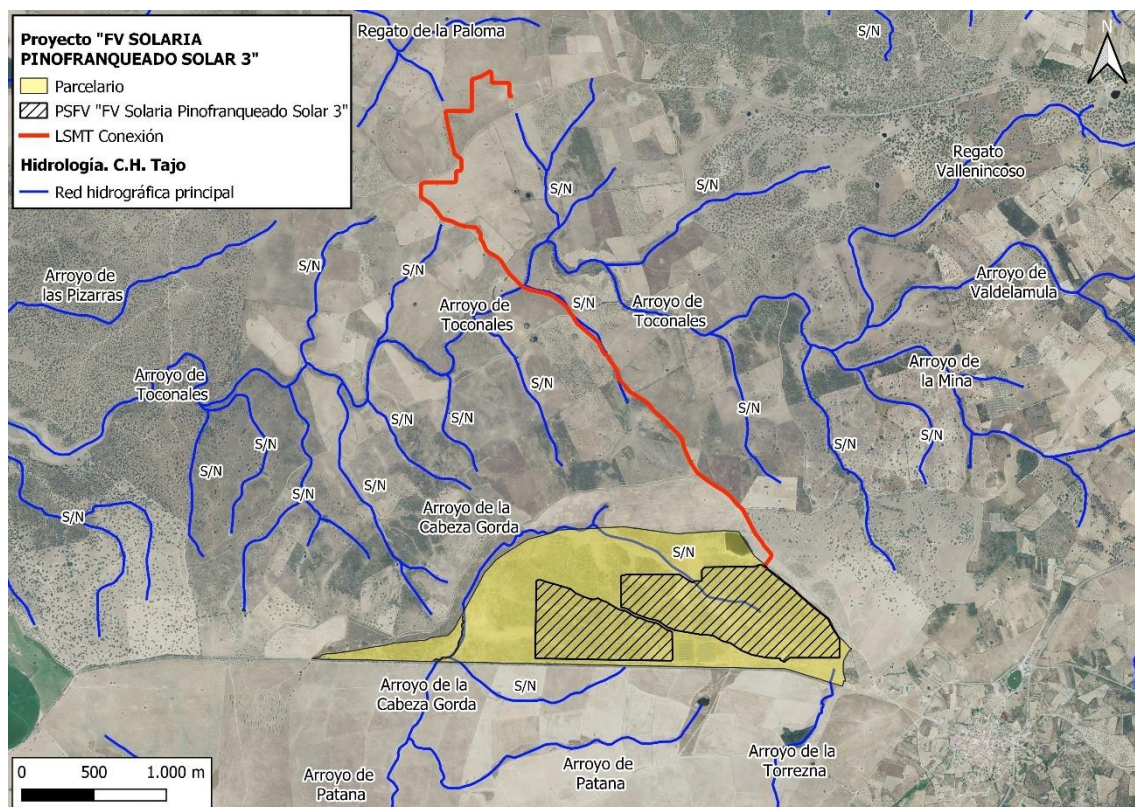 Proyecto "FV SOLARIA
PINOFRANQUEADO SOLAR 3"
Parcelario
PSFV "FV Solaria Pinofranqueado Solar 3"
LSMT Conexión
Hidrología. C.H. Tajo
Red hidrográfica principal
Regato de la Paloma
S/N
N
Regato
Vallenincoso
S/N
S/N
S/N
S/N
Arroyo de
las Pizarras
S/N
Arroyo de
Toconales
S/N
Arroyo de
Toconales
Arroyo de
Valdelamula
Arroyo de
Toconales
S/N
Arroyo de
la Mina
S/N
S/N
S/N
S/N
S/N
S/N
S/N
S/N
S/N
Arroyo de la
Cabeza Gorda
S/N
Arroyo de la
Cabeza Gorda
S/N
Arroyo de
Patana
Arroyo de
Patana
Arroyo de la
Torrezna
0 500 1.000 m